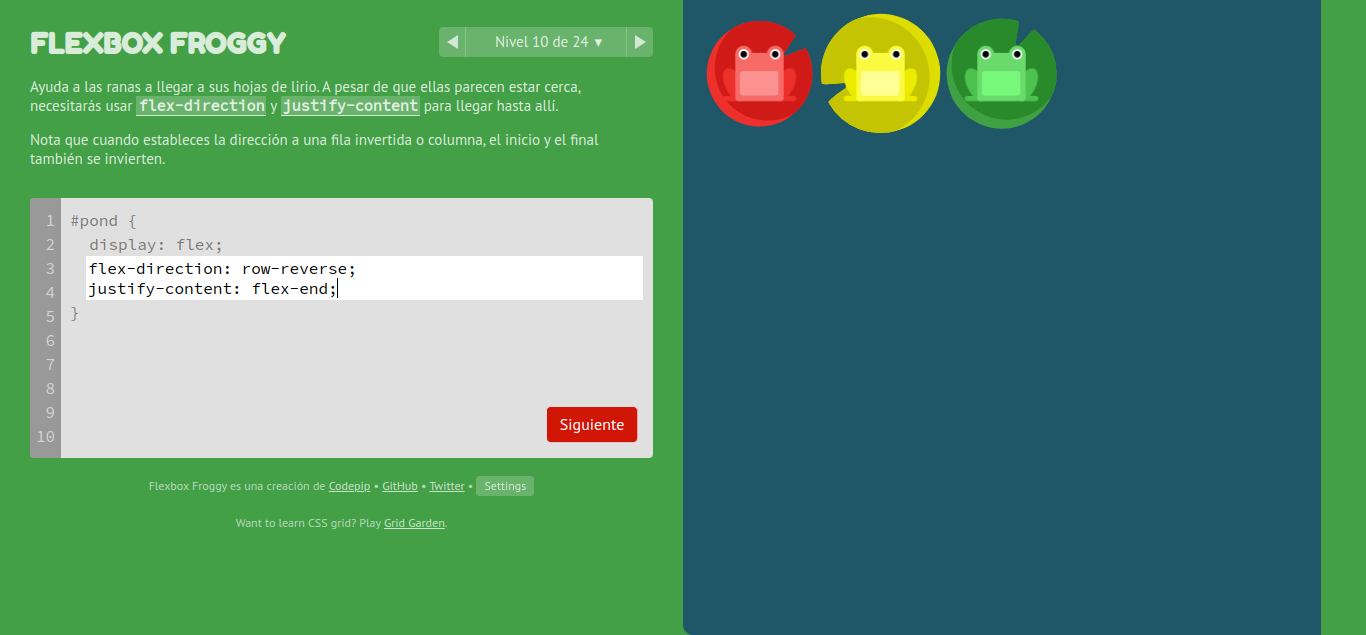 FLEXBOX FROGGY
◀ Nivel 10 de 24 ▼ ▶
Ayuda a las ranas a llegar a sus hojas de lirio. A pesar de que ellas parecen estar cerca,
necesitarás usar flex-direction y justify-content para llegar hasta allí.
Nota que cuando estableces la dirección a una fila invertida o columna, el inicio y el final
también se invierten.
1 #pond {
2 display: flex;
3 flex-direction: row-reverse;
4 justify-content: flex-end;
5 }
6
7
8
9
10
Siguiente
Flexbox Froggy es una creación de Codepip • GitHub • Twitter • Settings
Want to learn CSS grid? Play Grid Garden.